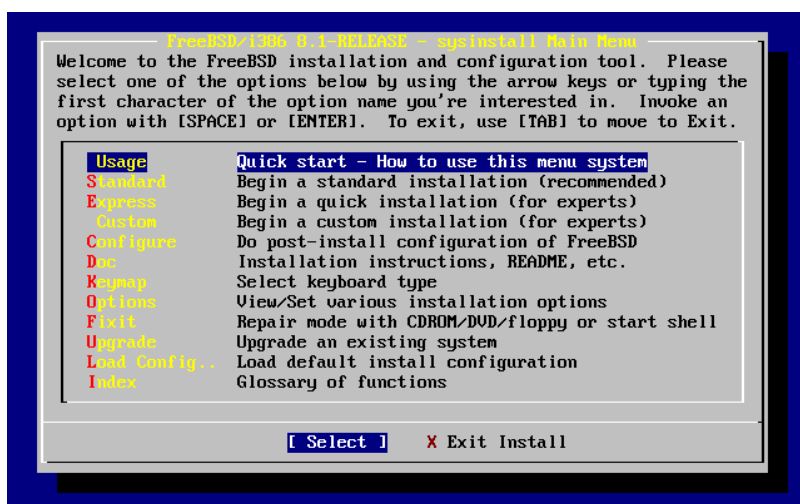 FreeBSD/i386 8.1-RELEASE - sysinstall Main Menu
Welcome to the FreeBSD installation and configuration tool.  Please
select one of the options below by using the arrow keys or typing the
first character of the option name you're interested in.  Invoke an
option with [SPACE] or [ENTER].  To exit, use [TAB] to move to Exit.
Usage Quick start - How to use this menu system
Standard Begin a standard installation (recommended)
Express Begin a quick installation (for experts)
Custom Begin a custom installation (for experts)
Configure Do post-install configuration of FreeBSD
Doc Installation instructions, README, etc.
Keymap Select keyboard type
Options View/Set various installation options
Fixit Repair mode with CDROM/DVD/floppy or start shell
Upgrade Upgrade an existing system
Load Config.. Load default install configuration
Index Glossary of functions
[ Select ] X Exit Install